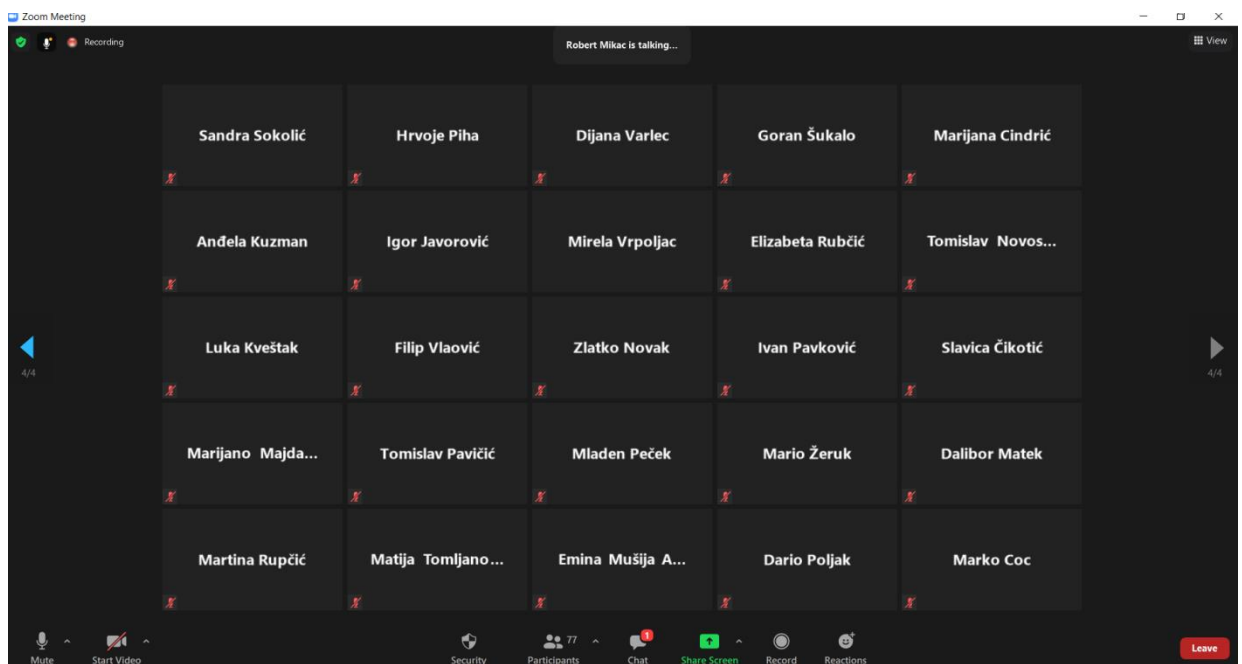 Zoom Meeting
Recording
Robert Mikac is talking...
View
Sandra Sokolić
Hrvoje Piha
Dijana Varlec
Goran Šukalo
Marijana Cindrić
Anđela Kuzman
Igor Javorović
Mirela Vrpoljac
Elizabeta Rubčić
Tomislav Novos...
Luka Kveštak
Filip Vlaović
Zlatko Novak
Ivan Pavković
Slavica Čikotić
4/4
4/4
Marijano Majda...
Tomislav Pavičić
Mladen Peček
Mario Žeruk
Dalibor Matek
Martina Rupčić
Matija Tomljano...
Emina Mušija A...
Dario Poljak
Marko Coc
77
1
Mute
Start Video
Security
Participants
Chat
Share Screen
Record
Reactions
Leave